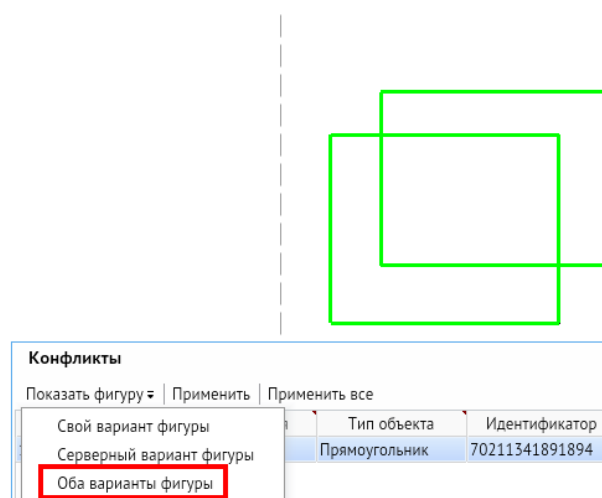 Конфликты
Показать фигуру Применить Применить все
Тип объекта Идентификатор
Свой вариант фигуры
Прямоугольник 70211341891894
Серверный вариант фигуры
Оба варианты фигуры